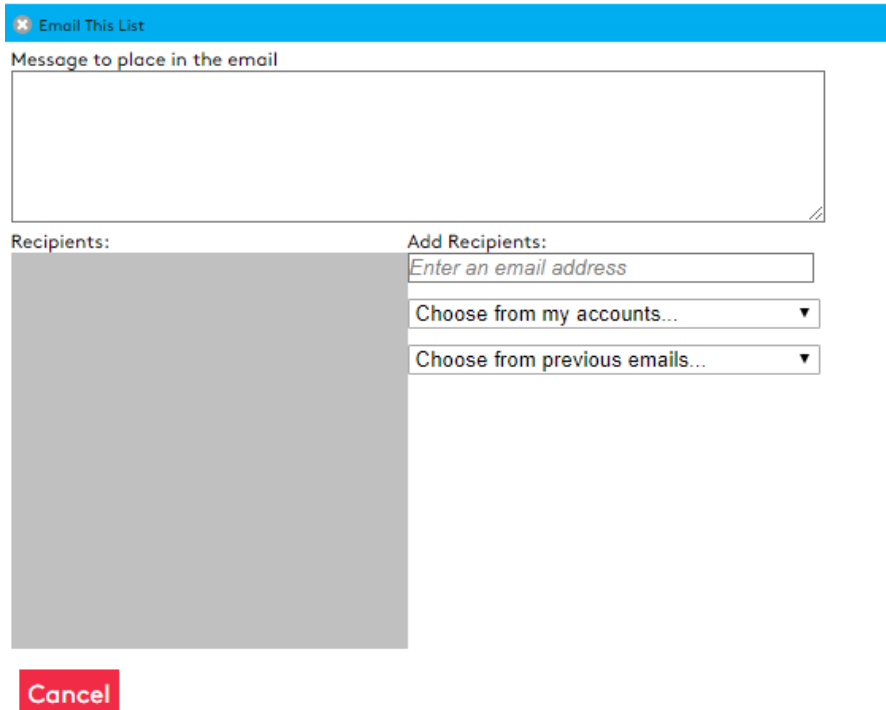 Email This List
Message to place in the email
Recipients:
Add Recipients:
Enter an email address
Choose from my accounts...
Choose from previous emails...
Cancel